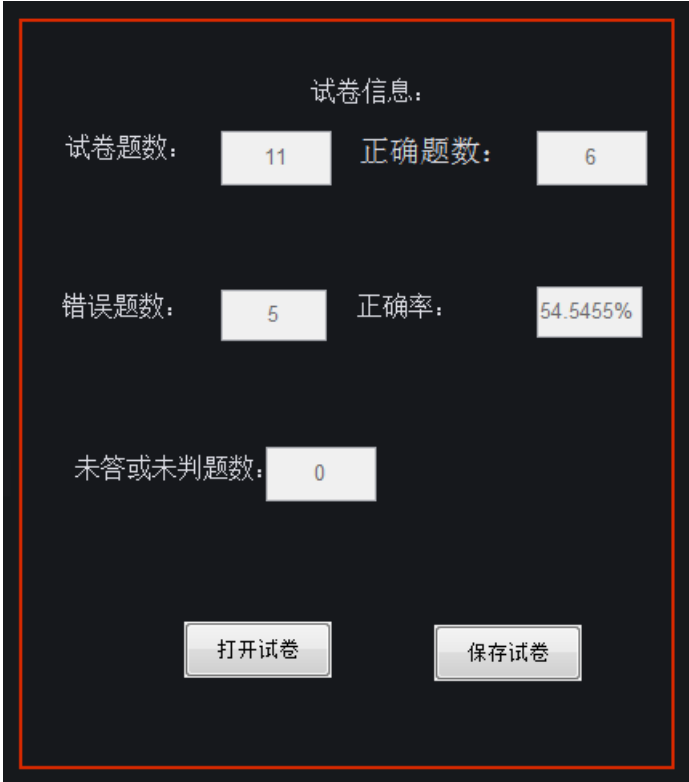 试卷信息：
试卷题数： 11 正确题数： 6
错误题数： 5 正确率： 54.5455%
未答或未判题数： 0
打开试卷 保存试卷